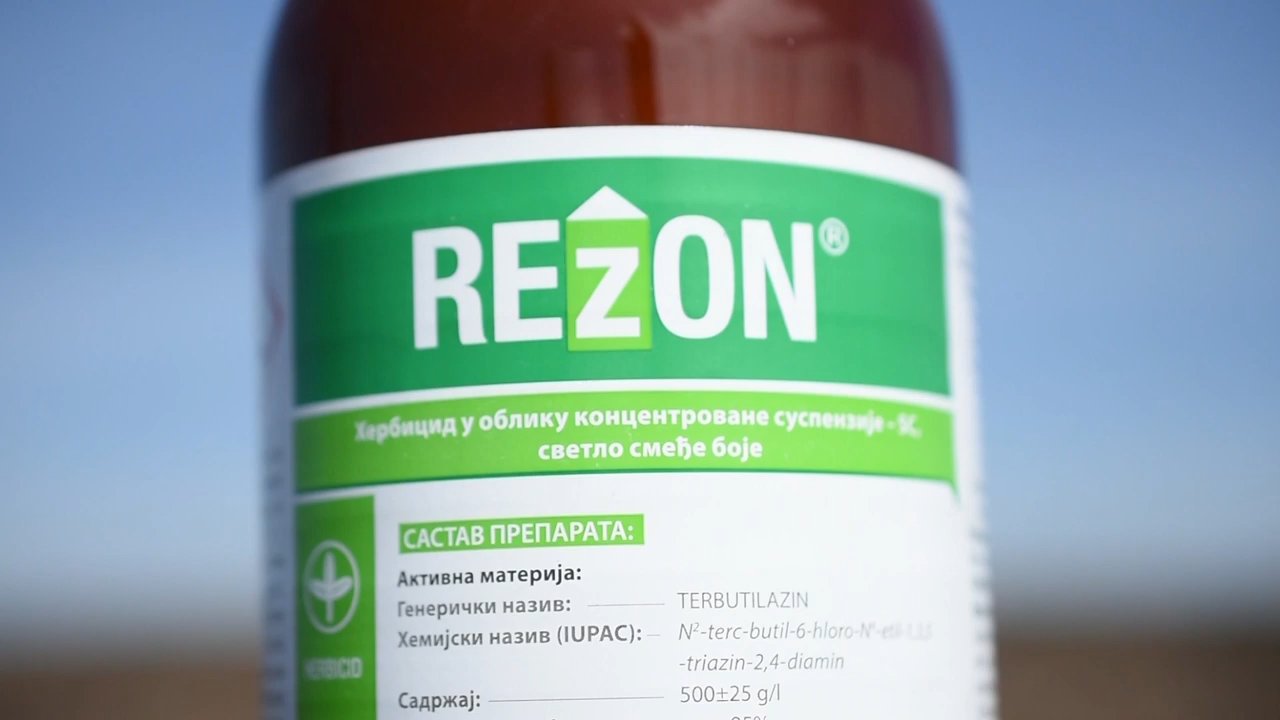 REZON®
Хербицид у облику концентроване суспензије - SC,
светло смеђе боје
САСТАВ ПРЕПАРАТА:
Активна материја:
Генерички назив: TERBUTILAZIN
Хемијски назив (IUPAC): N²-terc-butil-6-hloro-N⁴-etil-1,3,5
-triazin-2,4-diamin
Садржај: 500±25 g/l
HERBICID